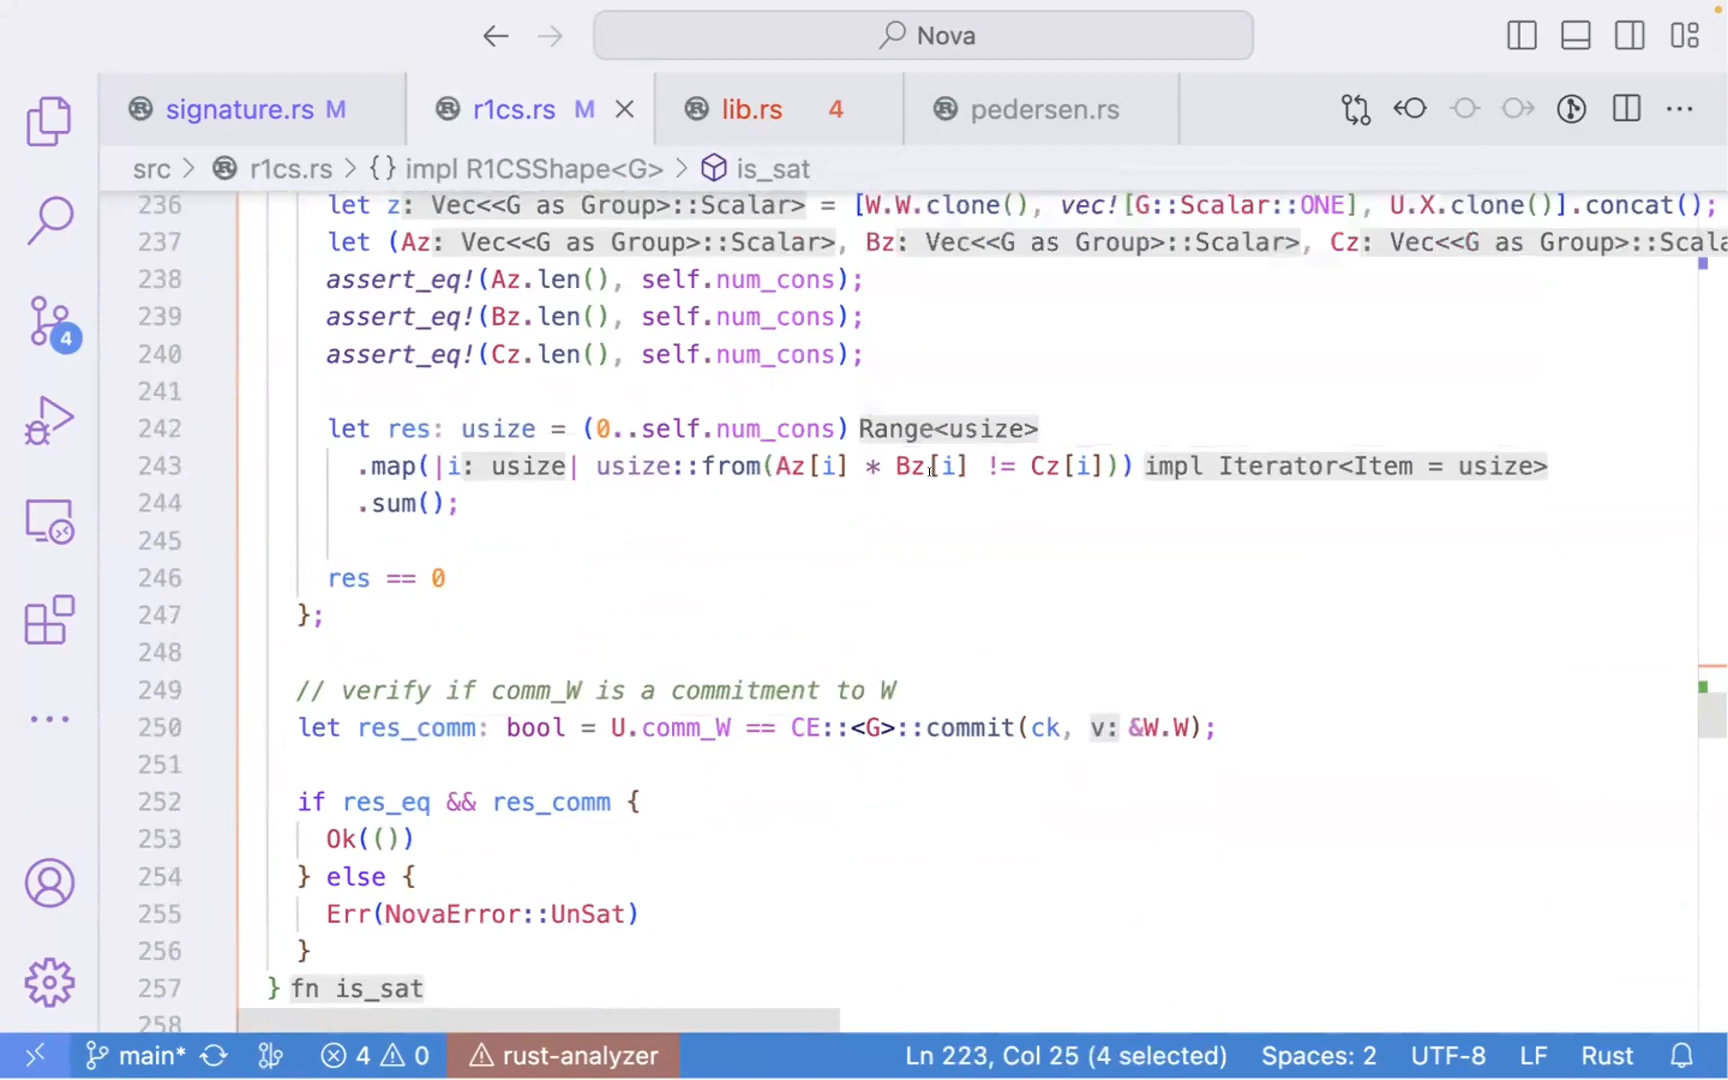 Nova
signature.rs M
r1cs.rs M
lib.rs 4
pedersen.rs
src > r1cs.rs > {} impl R1CSShape<G> > is_sat
236 let z: Vec<<G as Group>::Scalar> = [W.W.clone(), vec![G::Scalar::ONE], U.X.clone()].concat();
237 let (Az: Vec<<G as Group>::Scalar>, Bz: Vec<<G as Group>::Scalar>, Cz: Vec<<G as Group>::Scala
238 assert_eq!(Az.len(), self.num_cons);
239 assert_eq!(Bz.len(), self.num_cons);
240 assert_eq!(Cz.len(), self.num_cons);
241
242 let res: usize = (0..self.num_cons) Range<usize>
243 .map(|i: usize| usize::from(Az[i] * Bz[i] != Cz[i])) impl Iterator<Item = usize>
244 .sum();
245
246 res == 0
247 };
248
249 // verify if comm_W is a commitment to W
250 let res_comm: bool = U.comm_W == CE::<G>::commit(ck, v: &W.W);
251
252 if res_eq && res_comm {
253 Ok(())
254 } else {
255 Err(NovaError::UnSat)
256 }
257 } fn is_sat
258
4
main* 4 0 rust-analyzer Ln 223, Col 25 (4 selected) Spaces: 2 UTF-8 LF Rust